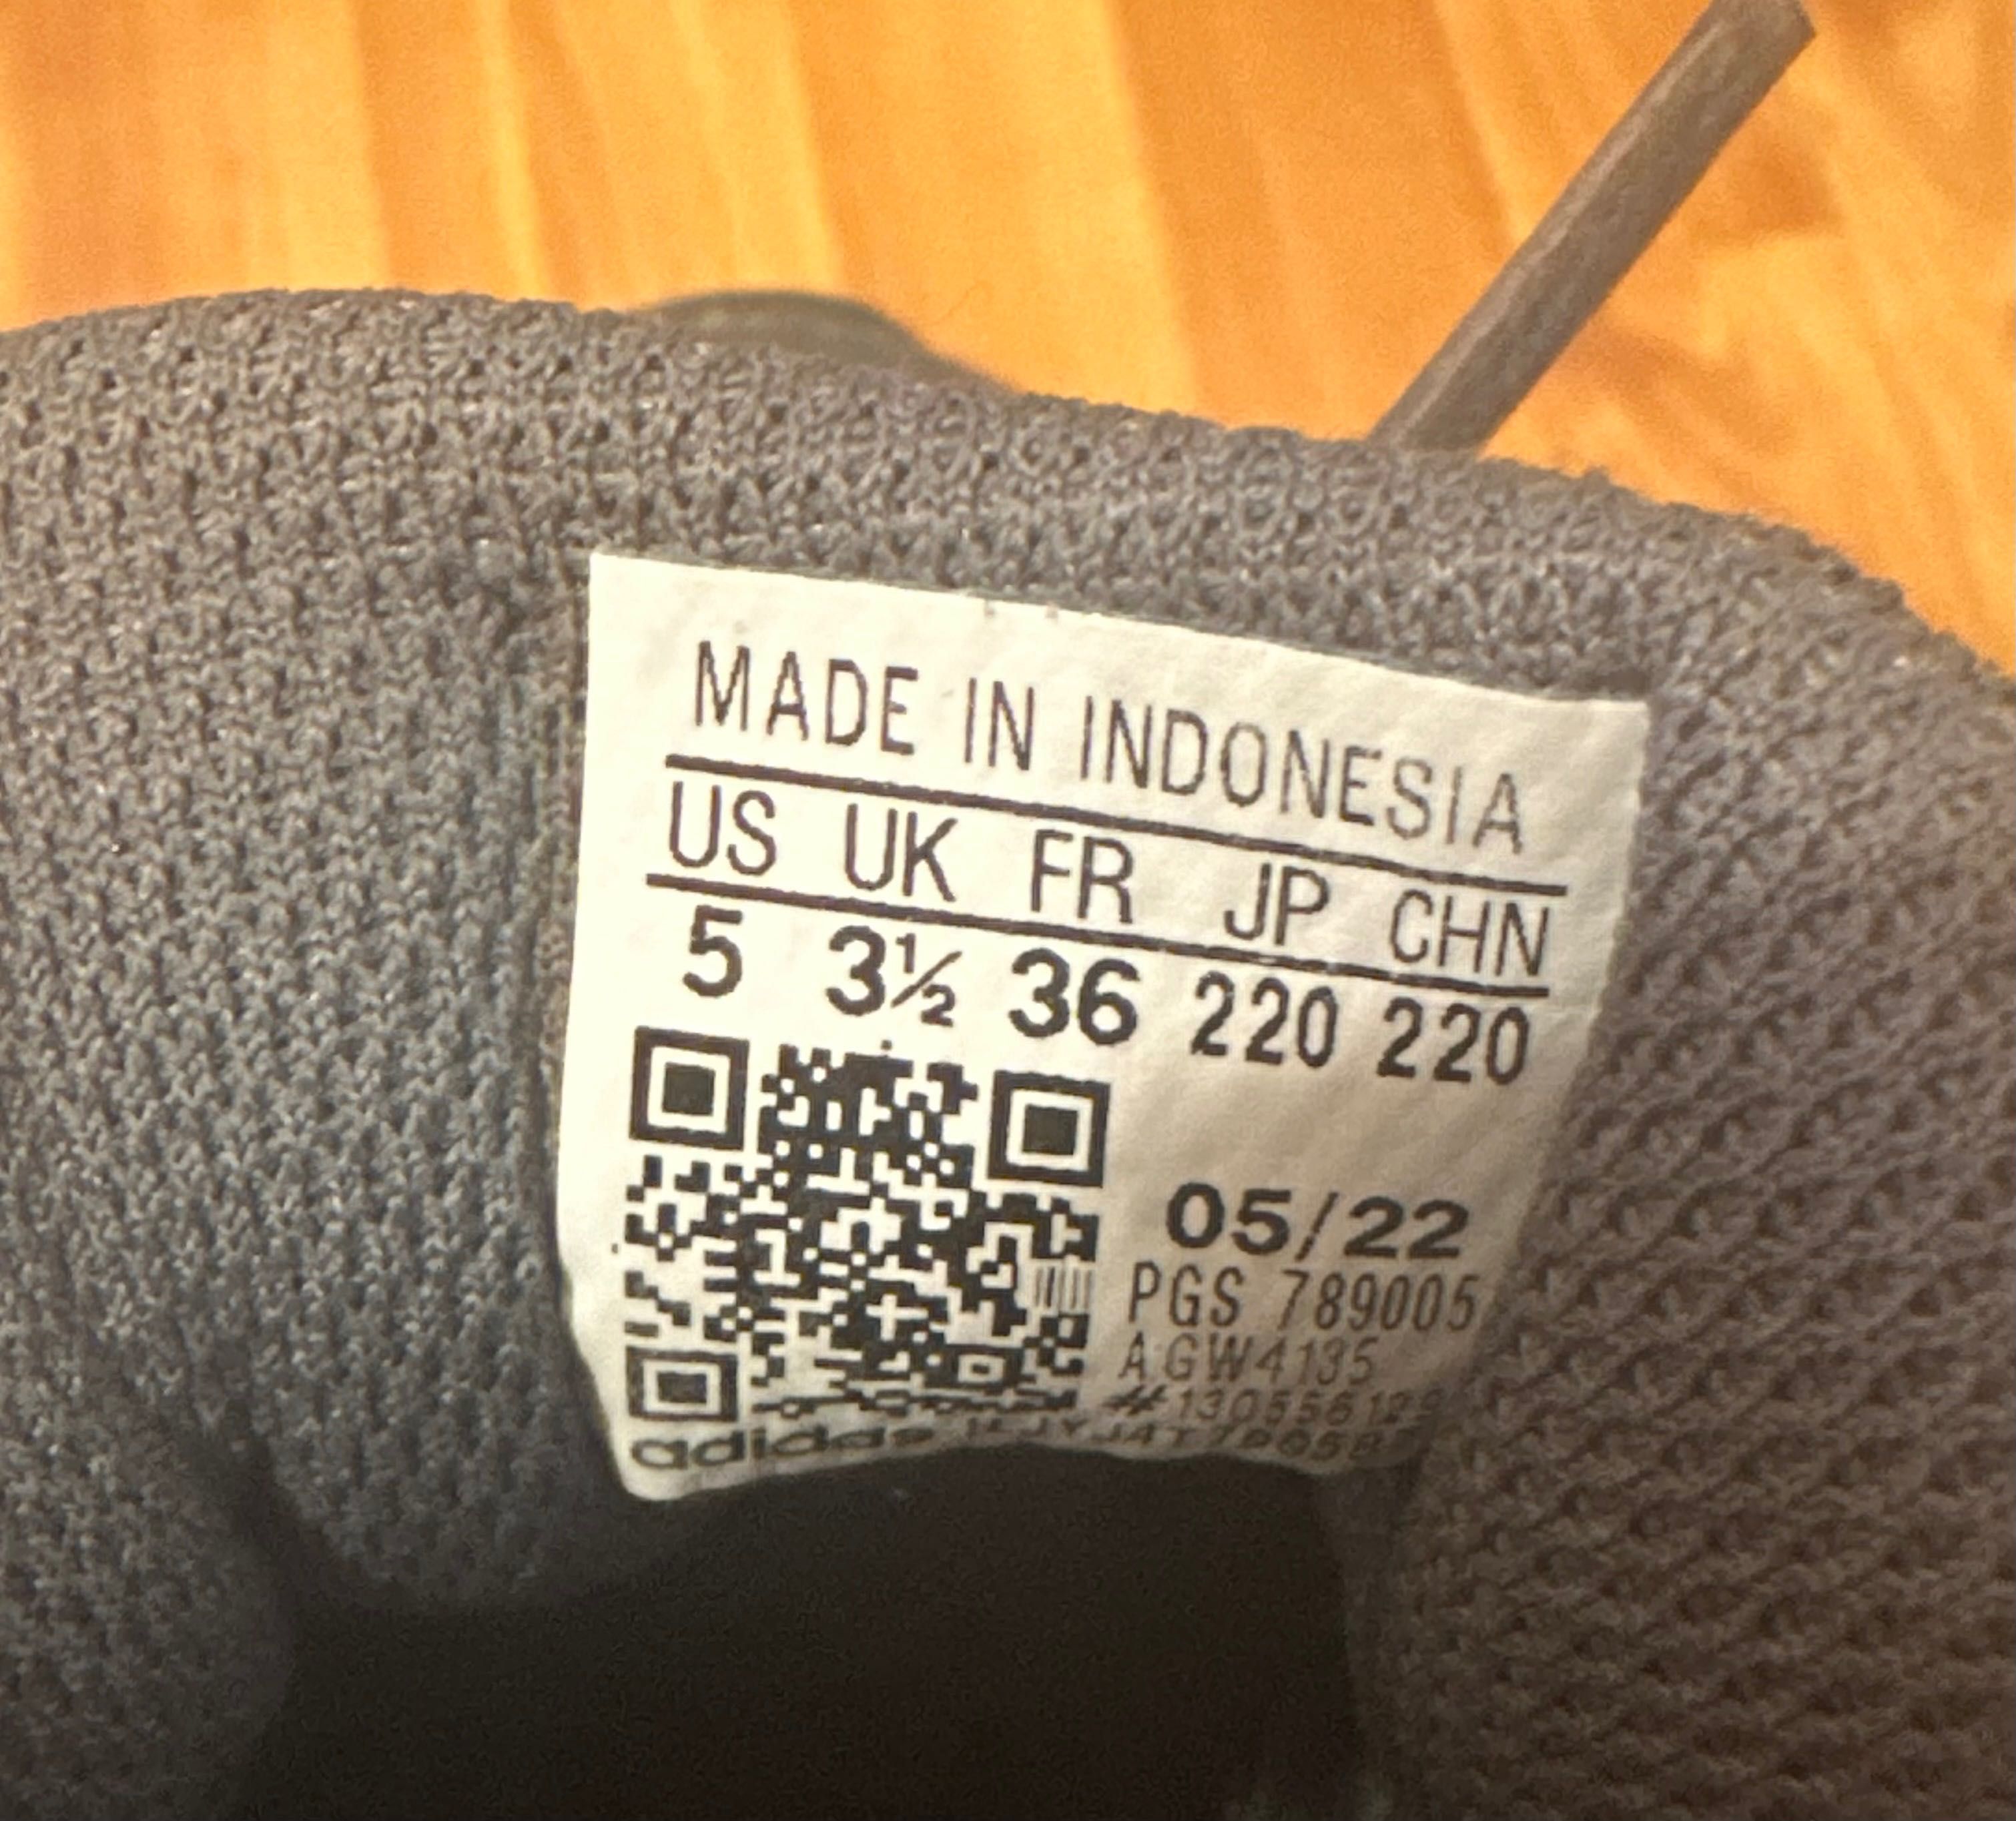 MADE IN INDONESIA
US UK FR JP CHN
5 3½ 36 220 220
05/22
PGS 789005
A GW4135
adidas